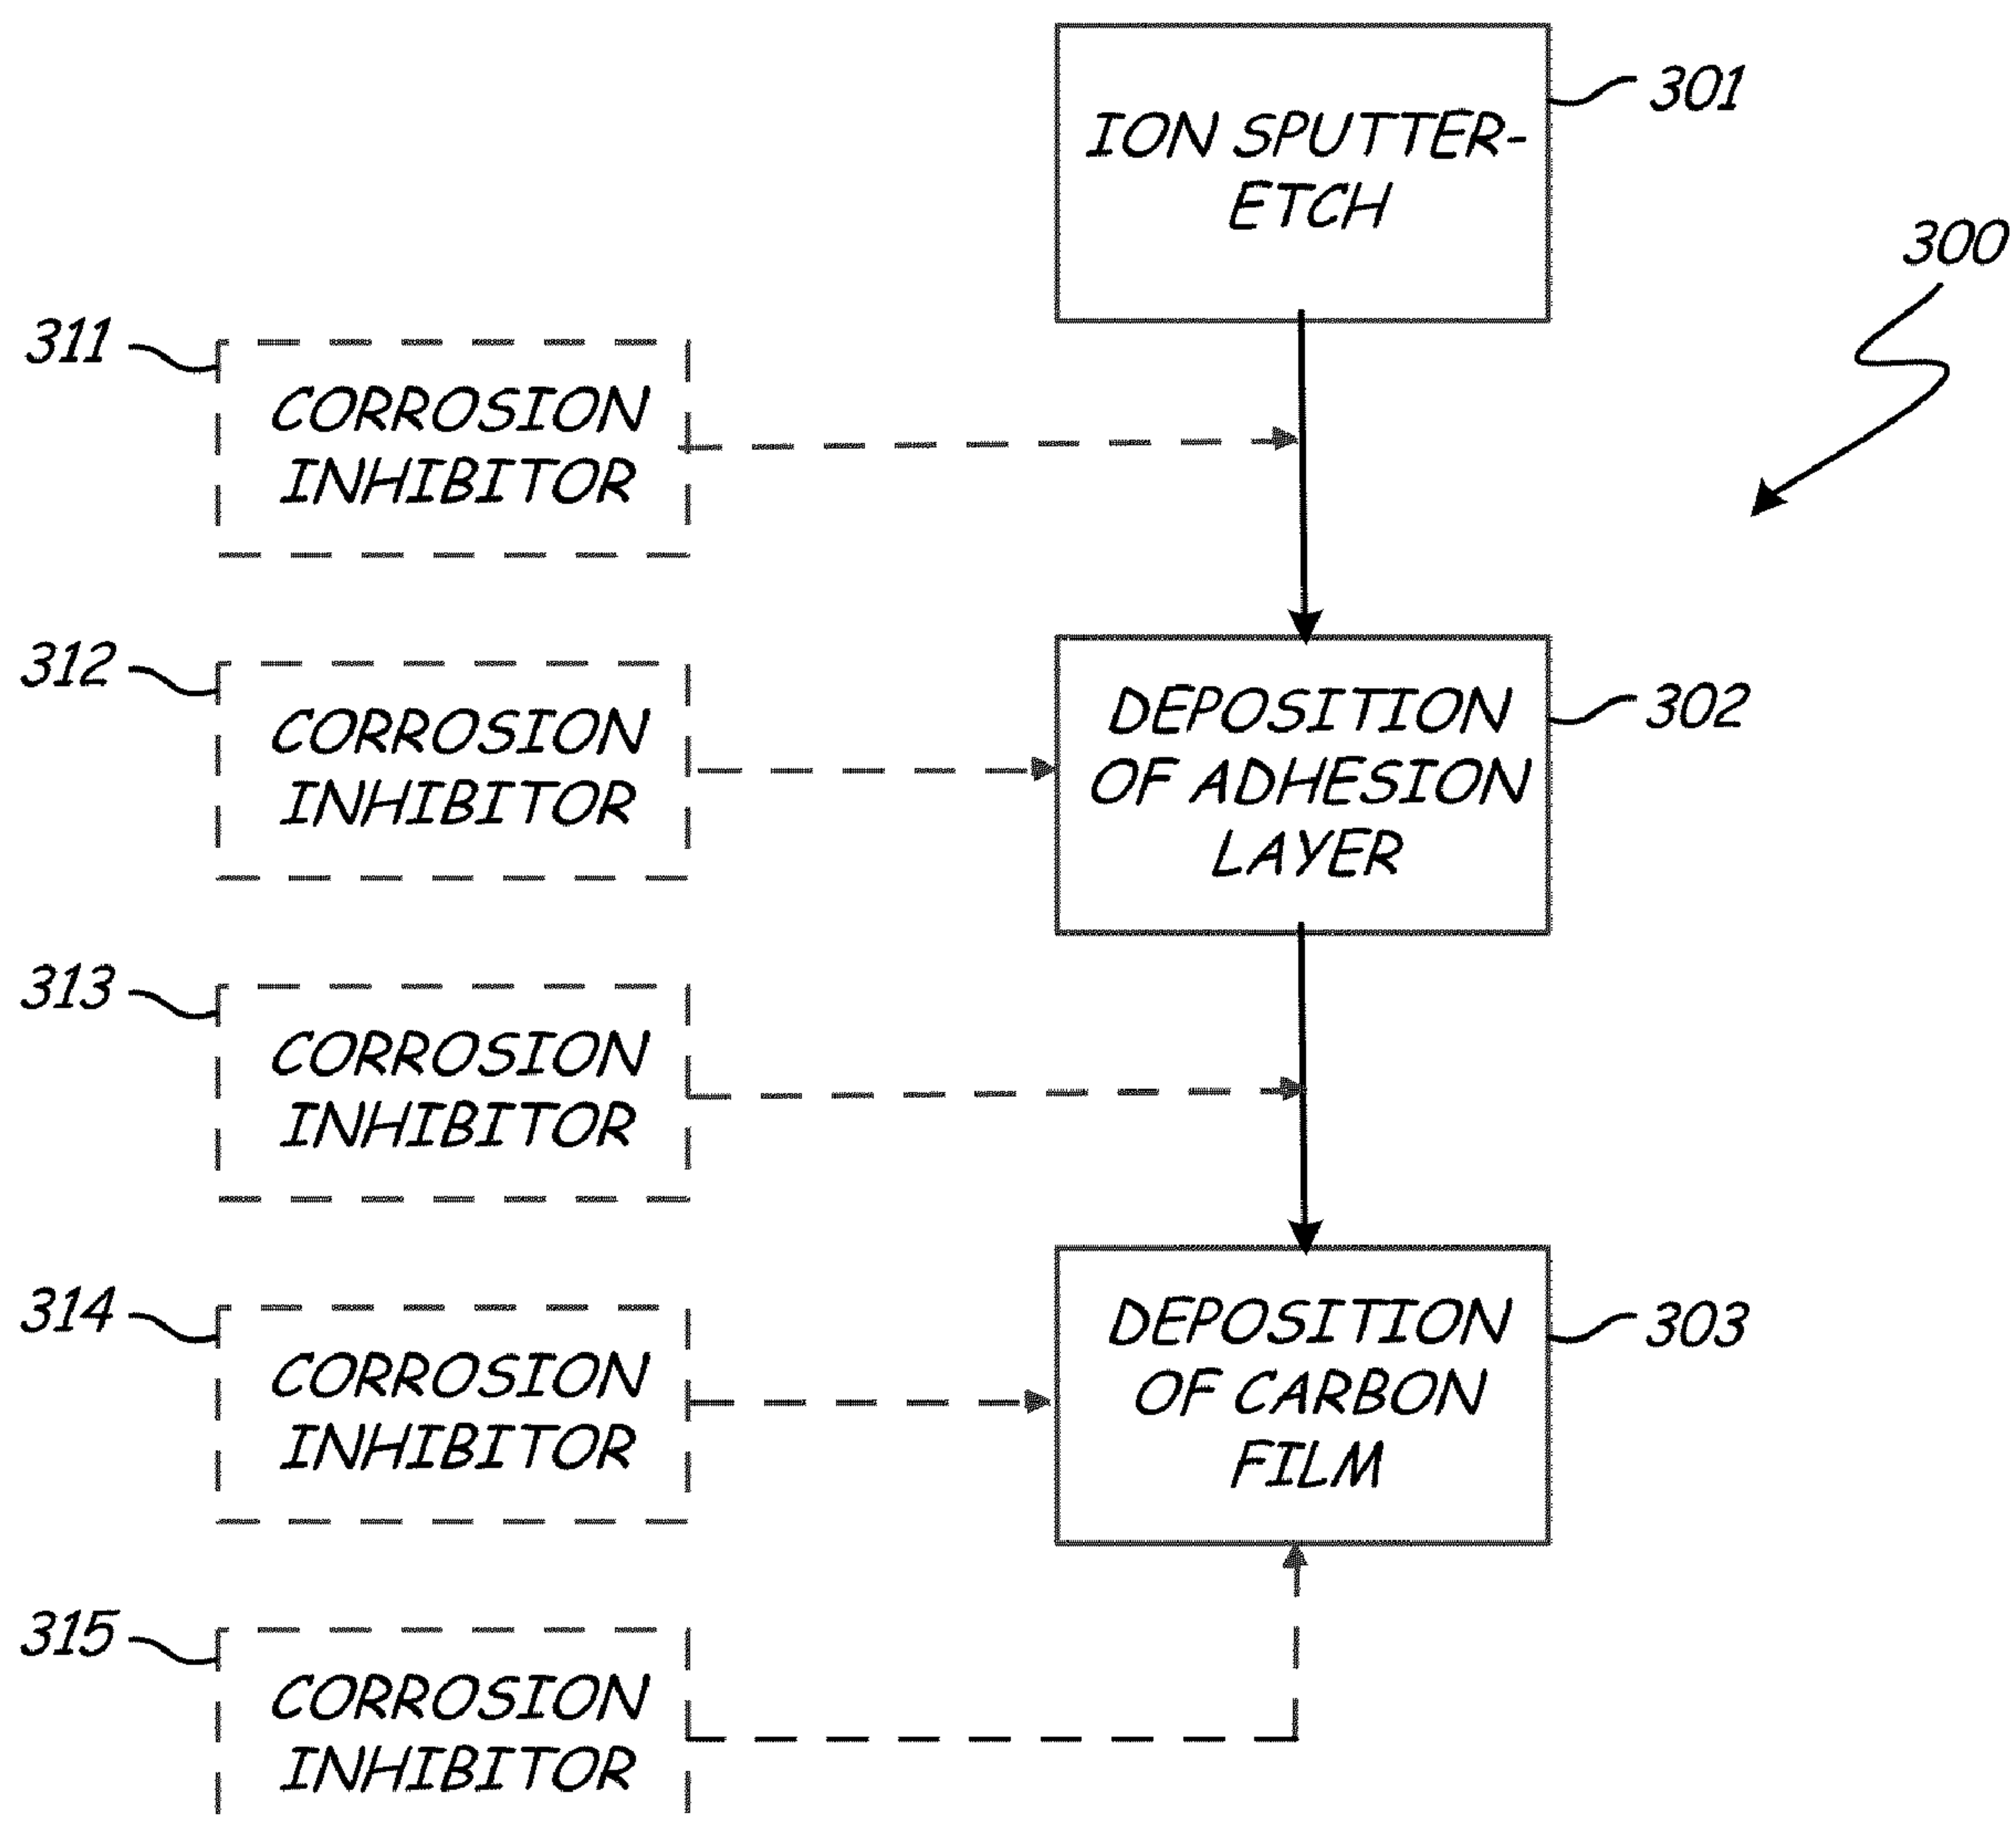 301
ION SPUTTER-
ETCH
300
311
CORROSION
INHIBITOR
312
CORROSION
INHIBITOR
302
DEPOSITION
OF ADHESION
LAYER
313
CORROSION
INHIBITOR
314
CORROSION
INHIBITOR
303
DEPOSITION
OF CARBON
FILM
315
CORROSION
INHIBITOR